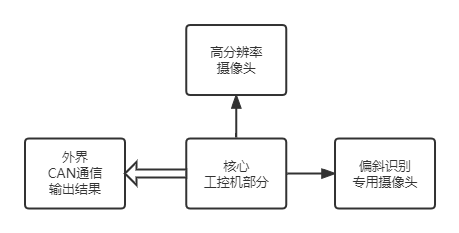 高分辨率
摄像头
外界
CAN通信
输出结果
核心
工控机部分
偏斜识别
专用摄像头